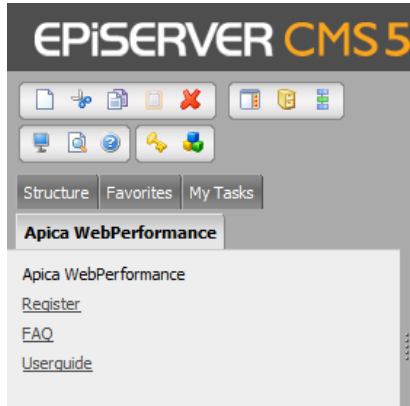 EPiSERVER CMS 5
Structure Favorites My Tasks
Apica WebPerformance
Apica WebPerformance
Register
FAQ
Userguide